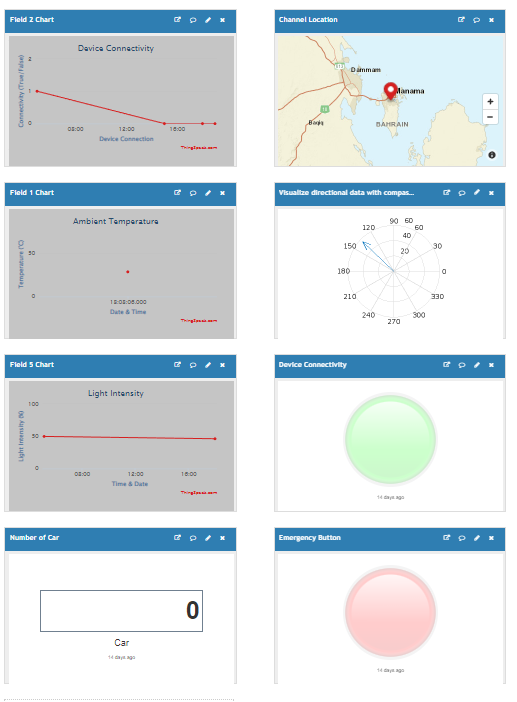 Field 2 Chart
Device Connectivity
Connectivity (True/False)
2
1
0
08:00
12:00
16:00
Device Connection
ThingSpeak.com
Channel Location
Dammam
Manama
Baqiq
BAHRAIN
Field 1 Chart
Ambient Temperature
Temperature (°C)
50
0
Date & Time
ThingSpeak.com
Visualize directional data with compas...
90
60
60
120
40
30
150
20
180
0
210
330
240
270
300
Field 5 Chart
Light Intensity
Light Intensity (%)
100
50
0
08:00
12:00
16:00
Time & Date
ThingSpeak.com
Device Connectivity
14 days ago
Number of Car
0
Car
14 days ago
Emergency Button
14 days ago